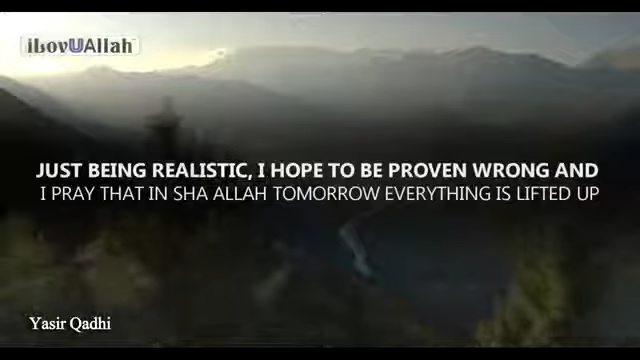 iLovUAllah
JUST BEING REALISTIC, I HOPE TO BE PROVEN WRONG AND
I PRAY THAT IN SHA ALLAH TOMORROW EVERYTHING IS LIFTED UP
Yasir Qadhi